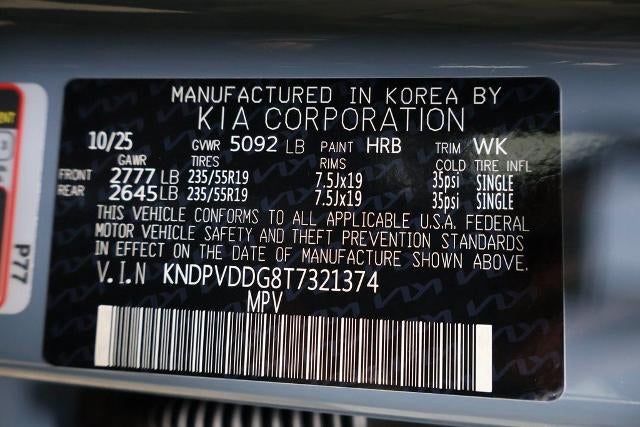 MANUFACTURED IN KOREA BY
KIA CORPORATION
10/25 GVWR 5092 LB PAINT HRB TRIM WK
GAWR TIRES RIMS COLD TIRE INFL
FRONT 2777 LB 235/55R19 7.5Jx19 35psi SINGLE
REAR 2645 LB 235/55R19 7.5Jx19 35psi SINGLE
THIS VEHICLE CONFORMS TO ALL APPLICABLE U.S.A. FEDERAL
MOTOR VEHICLE SAFETY AND THEFT PREVENTION STANDARDS
IN EFFECT ON THE DATE OF MANUFACTURE SHOWN ABOVE.
V.I.N KNDPVDDG8T7321374
MPV
P77